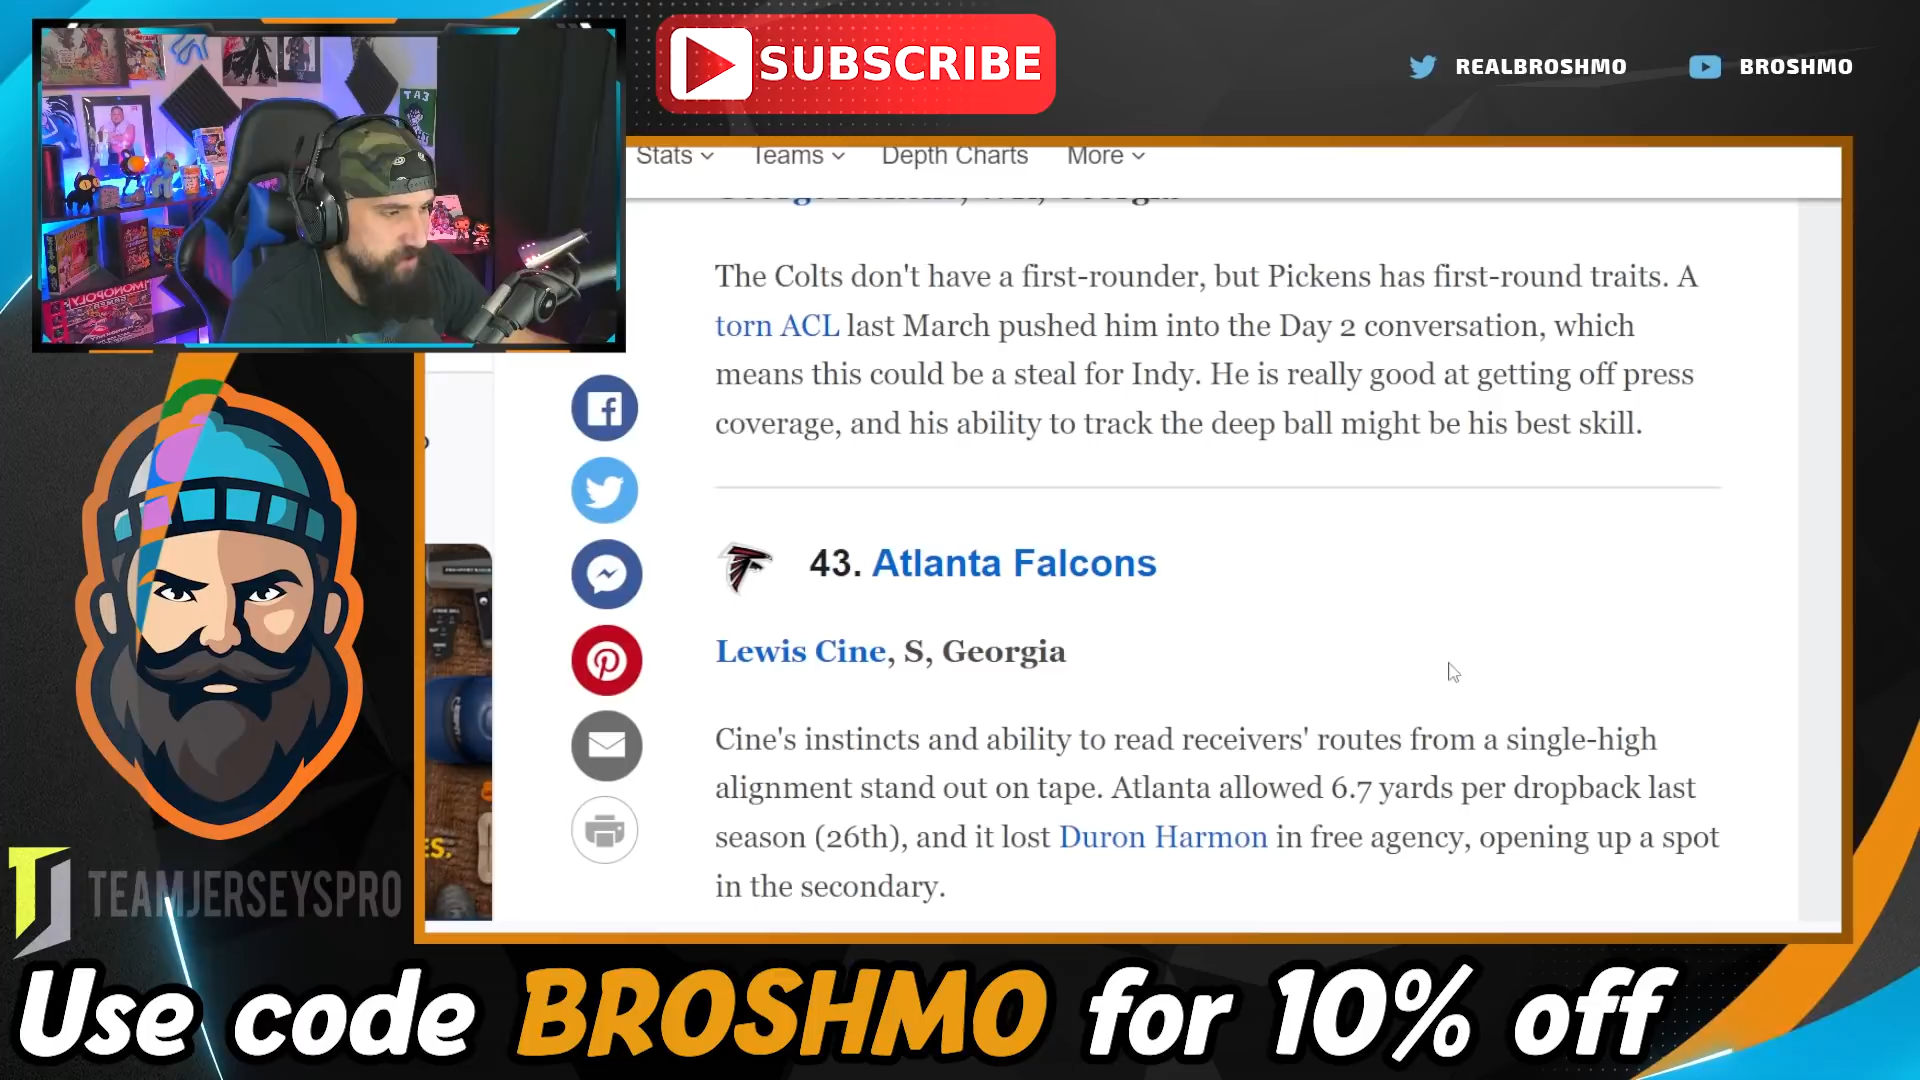 SUBSCRIBE
REALBROSHMO
BROSHMO
Stats
Teams
Depth Charts
More
The Colts don't have a first-rounder, but Pickens has first-round traits. A
torn ACL last March pushed him into the Day 2 conversation, which
means this could be a steal for Indy. He is really good at getting off press
coverage, and his ability to track the deep ball might be his best skill.
43. Atlanta Falcons
Lewis Cine, S, Georgia
Cine's instincts and ability to read receivers' routes from a single-high
alignment stand out on tape. Atlanta allowed 6.7 yards per dropback last
season (26th), and it lost Duron Harmon in free agency, opening up a spot
in the secondary.
MONOPOLY
ES.
TJ TEAMJERSEYSPRO
Use code BROSHMO for 10% off